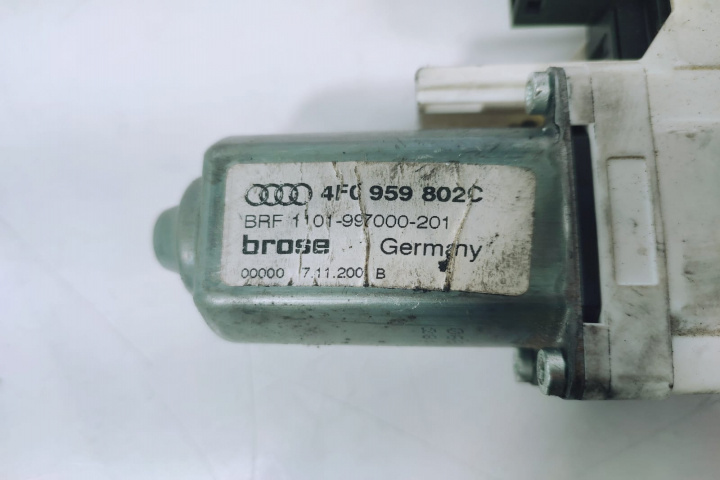 4F0 959 802C
BRF 1101-997000-201
brose Germany
00000 7.11.200 B